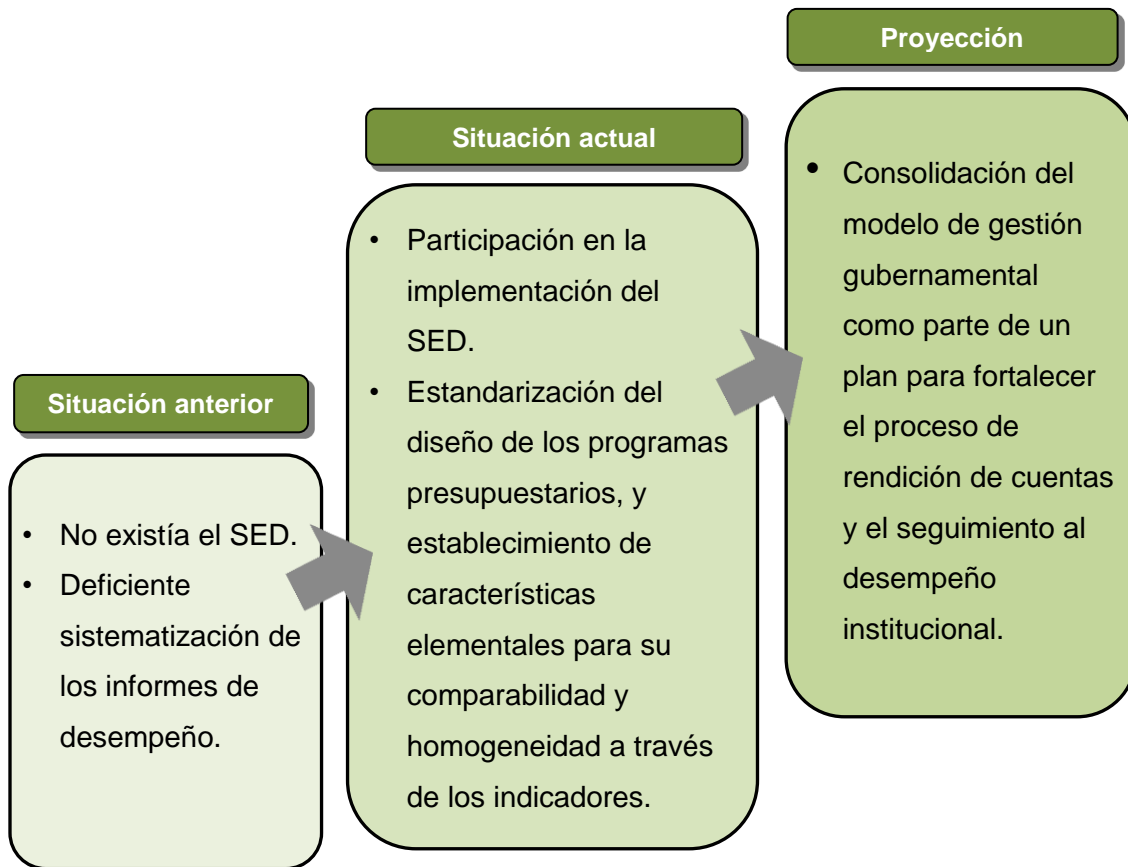 Situación anterior
• No existía el SED.
• Deficiente
sistematización de
los informes de
desempeño.
Situación actual
• Participación en la
implementación del
SED.
• Estandarización del
diseño de los programas
presupuestarios, y
establecimiento de
características
elementales para su
comparabilidad y
homogeneidad a través
de los indicadores.
Proyección
• Consolidación del
modelo de gestión
gubernamental
como parte de un
plan para fortalecer
el proceso de
rendición de cuentas
y el seguimiento al
desempeño
institucional.